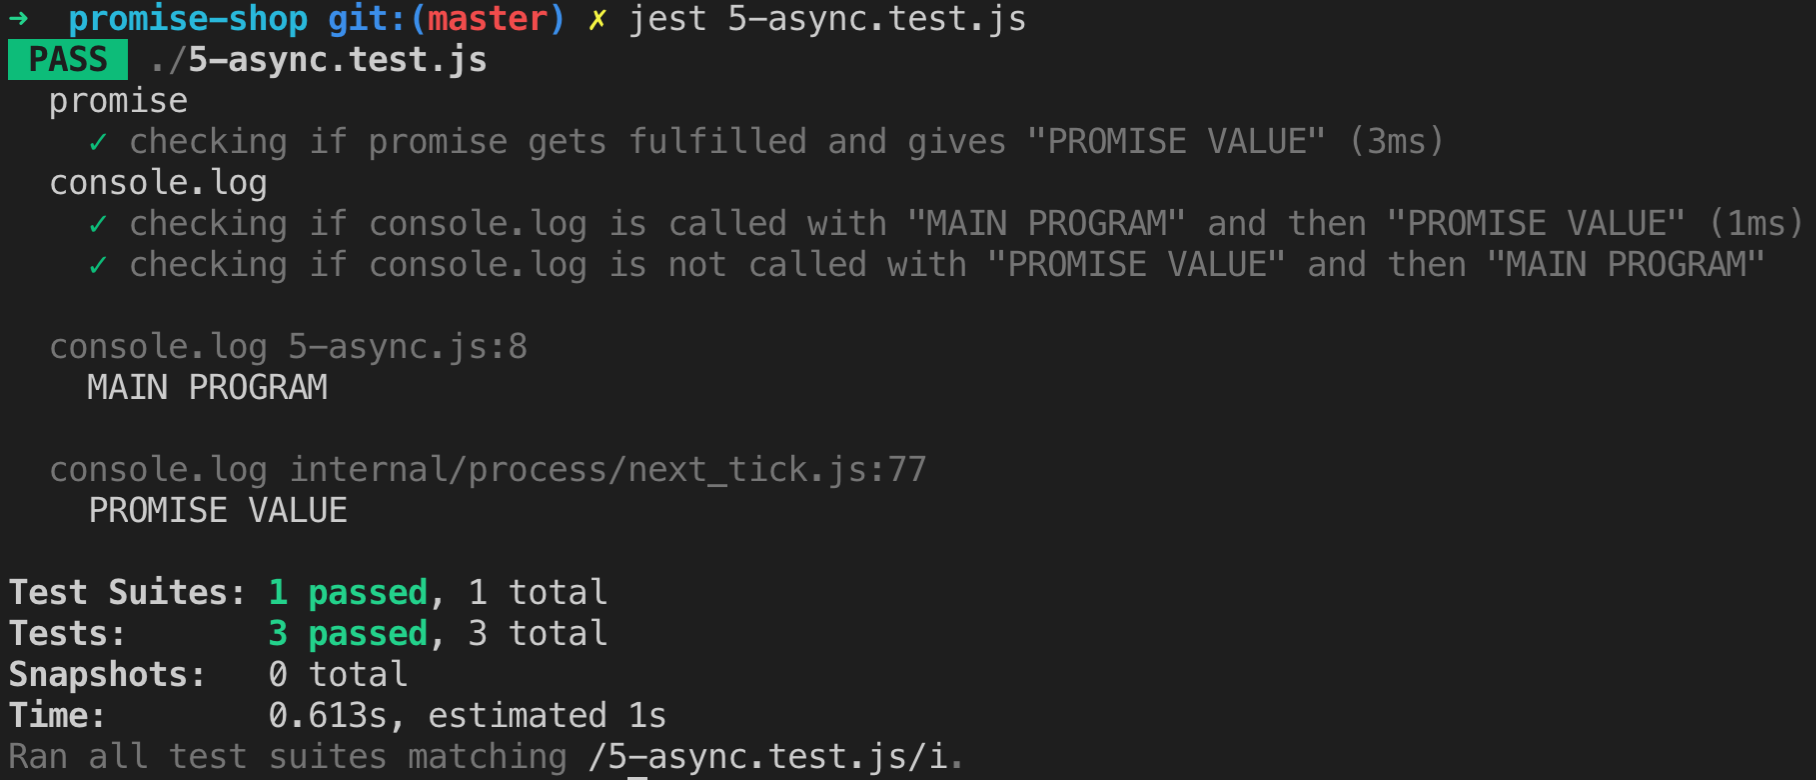 ➜  promise-shop git:(master) ✗ jest 5-async.test.js
PASS ./5-async.test.js
promise
✓ checking if promise gets fulfilled and gives "PROMISE VALUE" (3ms)
console.log
✓ checking if console.log is called with "MAIN PROGRAM" and then "PROMISE VALUE" (1ms)
✓ checking if console.log is not called with "PROMISE VALUE" and then "MAIN PROGRAM"
console.log 5-async.js:8
MAIN PROGRAM
console.log internal/process/next_tick.js:77
PROMISE VALUE
Test Suites: 1 passed, 1 total
Tests: 3 passed, 3 total
Snapshots: 0 total
Time: 0.613s, estimated 1s
Ran all test suites matching /5-async.test.js/i.